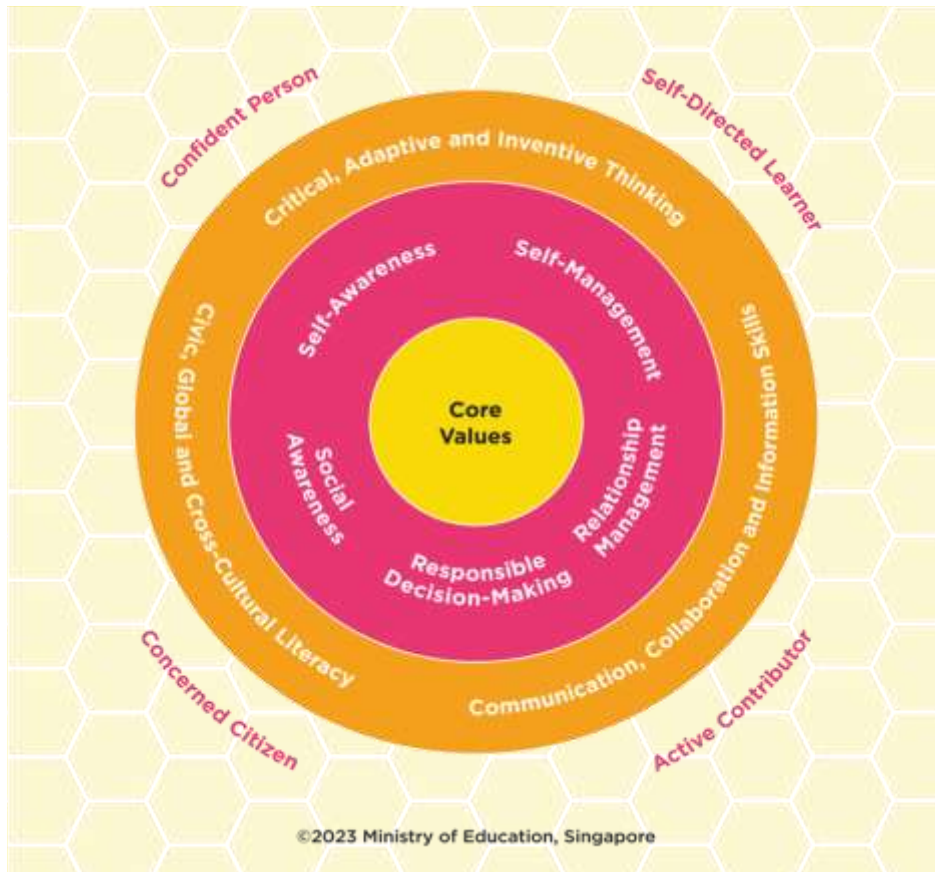 Confident Person
Self-Directed Learner
Critical, Adaptive and Inventive Thinking
Self-Awareness
Self-Management
Civic, Global and Cross-Cultural Literacy
Communication, Collaboration and Information Skills
Core
Values
Social
Awareness
Relationship
Management
Responsible
Decision-Making
Concerned Citizen
Active Contributor
©2023 Ministry of Education, Singapore